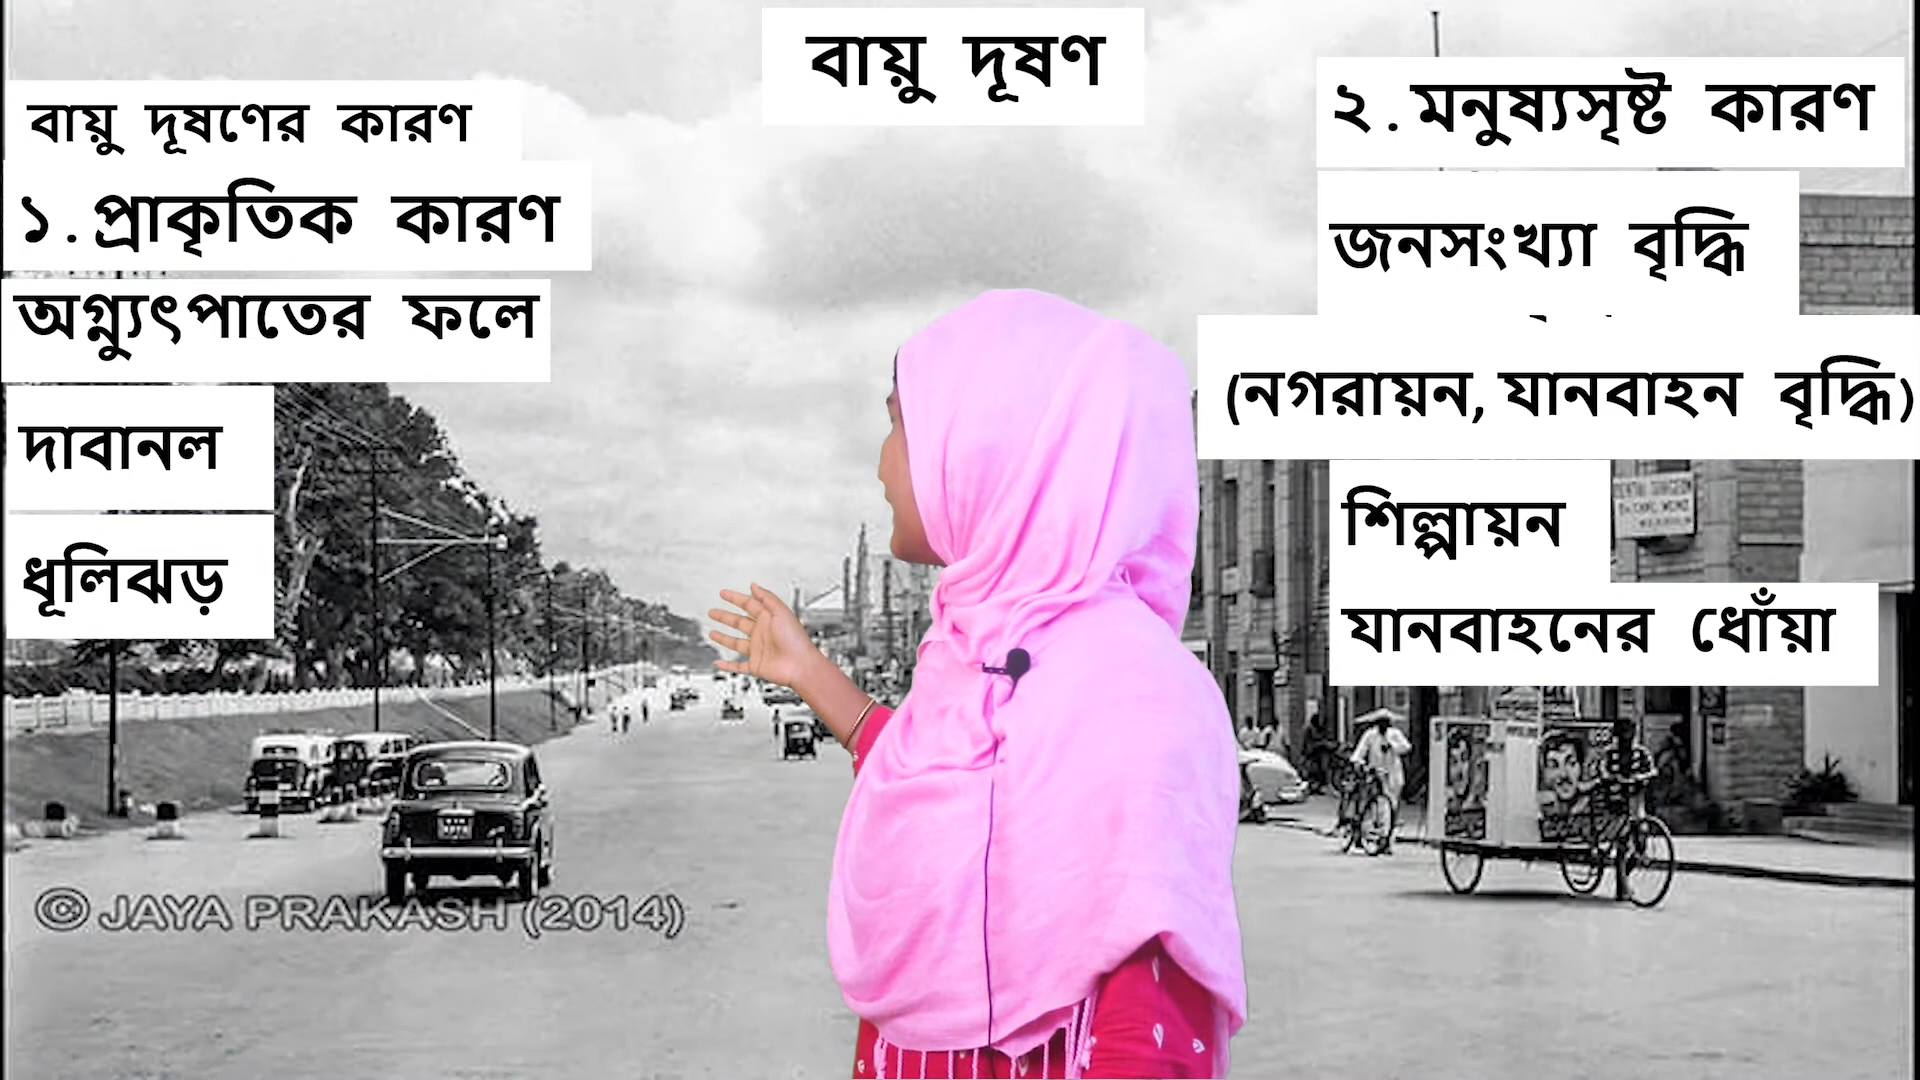 বায়ু দূষণ
বায়ু দূষণের কারণ
১. প্রাকৃতিক কারণ
অগ্ন্যুৎপাতের ফলে
দাবানল
ধূলিঝড়
২. মনুষ্যসৃষ্ট কারণ
জনসংখ্যা বৃদ্ধি
(নগরায়ন, যানবাহন বৃদ্ধি)
শিল্পায়ন
যানবাহনের ধোঁয়া
© JAYA PRAKASH (2014)